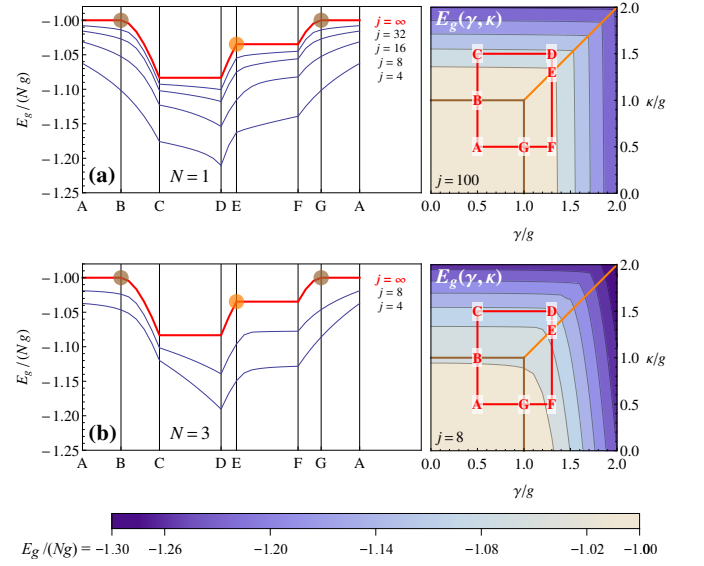 E_g/(N g)
−1.00
−1.05
−1.10
−1.15
−1.20
−1.25
j = ∞
j = 32
j = 16
j = 8
j = 4
(a)
N = 1
A B C D E F G A
E_g(γ, κ)
C D
E
B
A G F
j = 100
2.0
1.5
1.0
0.5
0.0
κ/g
0.0 0.5 1.0 1.5 2.0
γ/g
E_g/(N g)
−1.00
−1.05
−1.10
−1.15
−1.20
−1.25
j = ∞
j = 8
j = 4
(b)
N = 3
A B C D E F G A
E_g(γ, κ)
C D
E
B
A G F
j = 8
2.0
1.5
1.0
0.5
0.0
κ/g
0.0 0.5 1.0 1.5 2.0
γ/g
E_g/(Ng) = −1.30 −1.26 −1.20 −1.14 −1.08 −1.02 −1.00